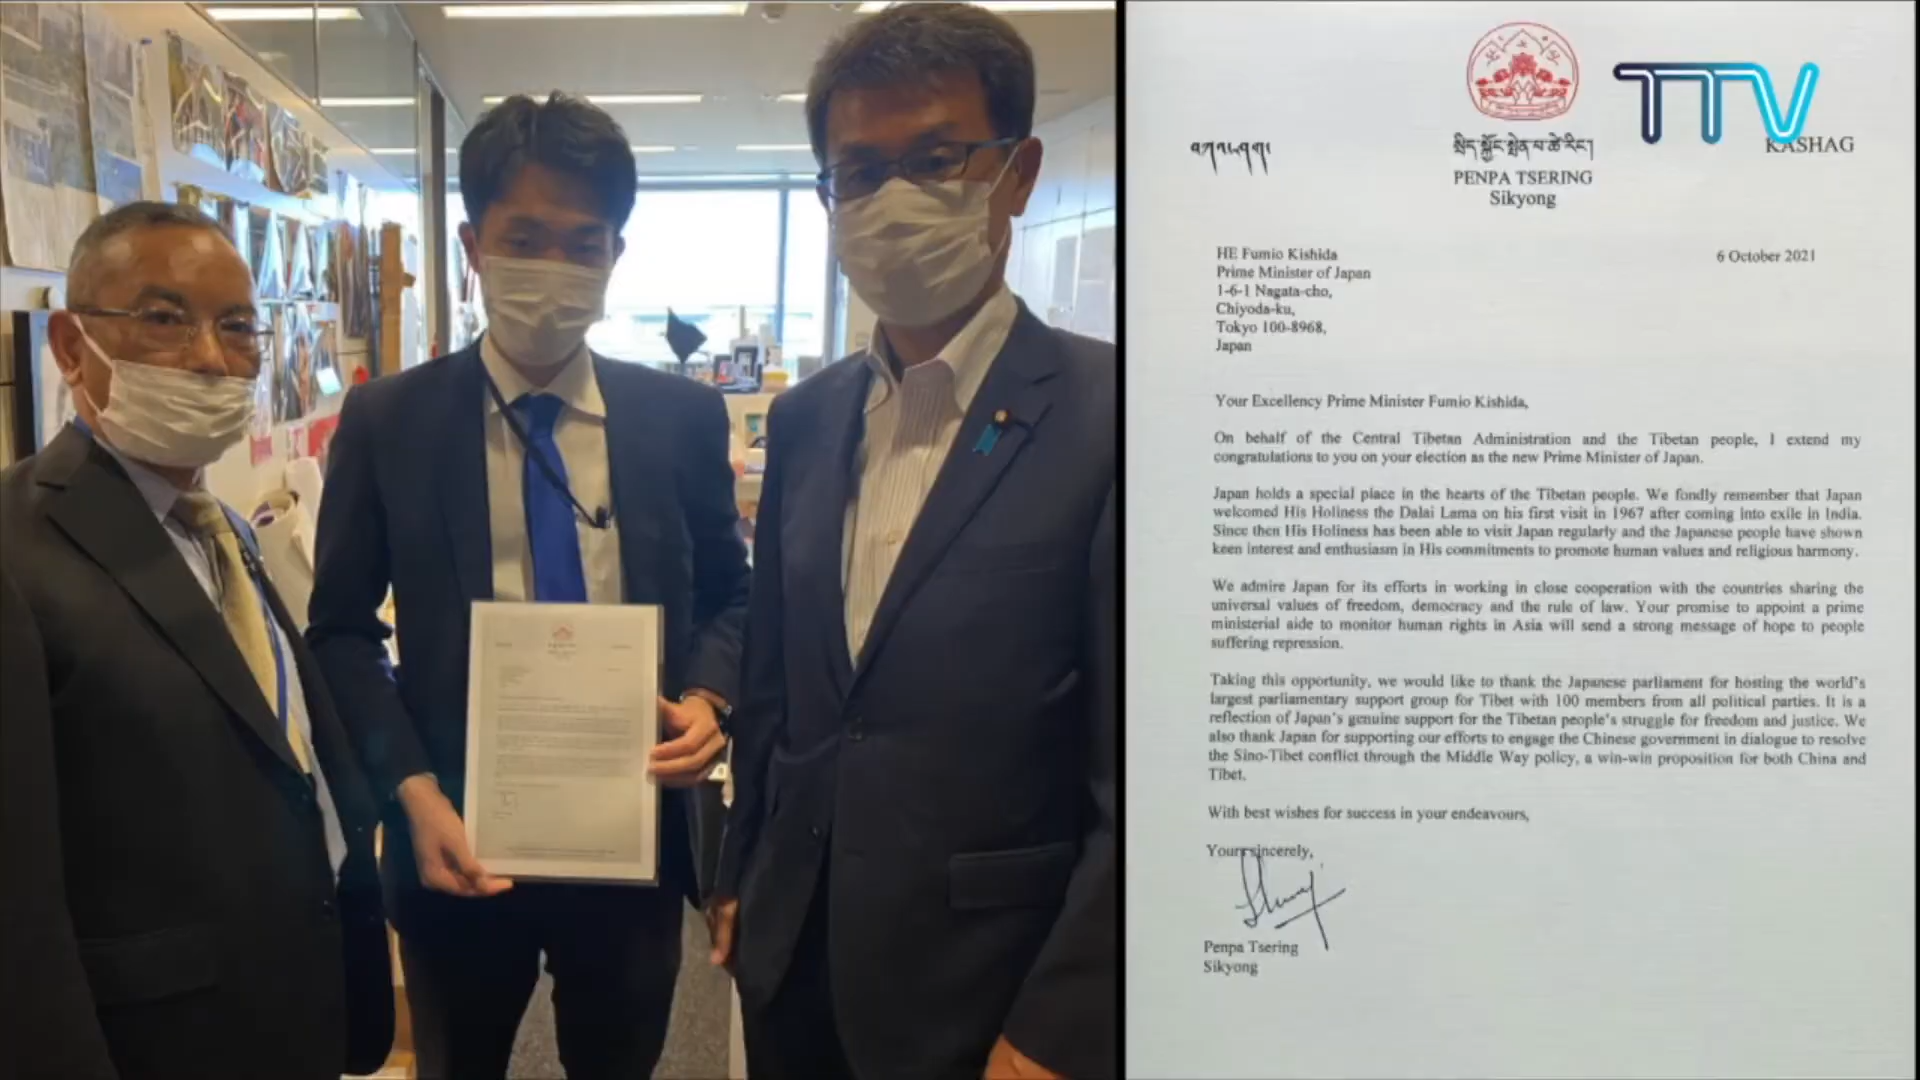 TTV
བཀའ་ཤག
སྲིད་སྐྱོང་སྤེན་པ་ཚེ་རིང་།
KASHAG
PENPA TSERING
Sikyong
HE Fumio Kishida
6 October 2021
Prime Minister of Japan
1-6-1 Nagata-cho,
Chiyoda-ku,
Tokyo 100-8968,
Japan
Your Excellency Prime Minister Fumio Kishida,
On behalf of the Central Tibetan Administration and the Tibetan people, I extend my
congratulations to you on your election as the new Prime Minister of Japan.
Japan holds a special place in the hearts of the Tibetan people. We fondly remember that Japan
welcomed His Holiness the Dalai Lama on his first visit in 1967 after coming into exile in India.
Since then His Holiness has been able to visit Japan regularly and the Japanese people have shown
keen interest and enthusiasm in His commitments to promote human values and religious harmony.
We admire Japan for its efforts in working in close cooperation with the countries sharing the
universal values of freedom, democracy and the rule of law. Your promise to appoint a prime
ministerial aide to monitor human rights in Asia will send a strong message of hope to people
suffering repression.
Taking this opportunity, we would like to thank the Japanese parliament for hosting the world's
largest parliamentary support group for Tibet with 100 members from all political parties. It is a
reflection of Japan's genuine support for the Tibetan people's struggle for freedom and justice. We
also thank Japan for supporting our efforts to engage the Chinese government in dialogue to resolve
the Sino-Tibet conflict through the Middle Way policy, a win-win proposition for both China and
Tibet.
With best wishes for success in your endeavours,
Yours sincerely,
Penpa Tsering
Sikyong